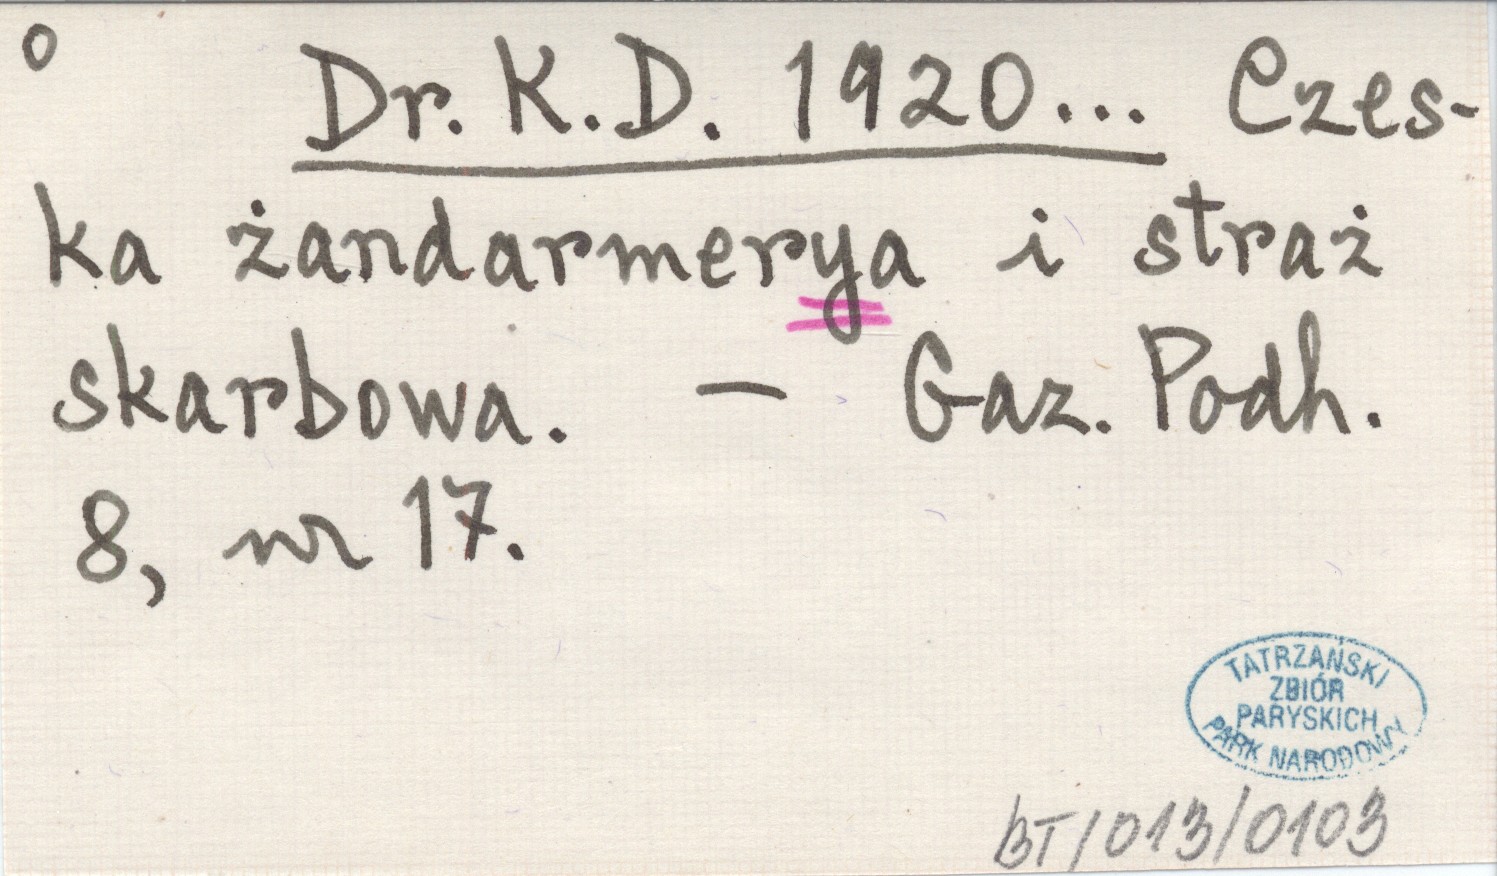 o Dr. K.D. 1920... Czes-
ka żandarmerya i straż
skarbowa. — Gaz. Podh.
8, nr 17.
TATRZAŃSKI
ZBIÓR
PARYSKICH
PARK NARODOWY
BT/013/0103